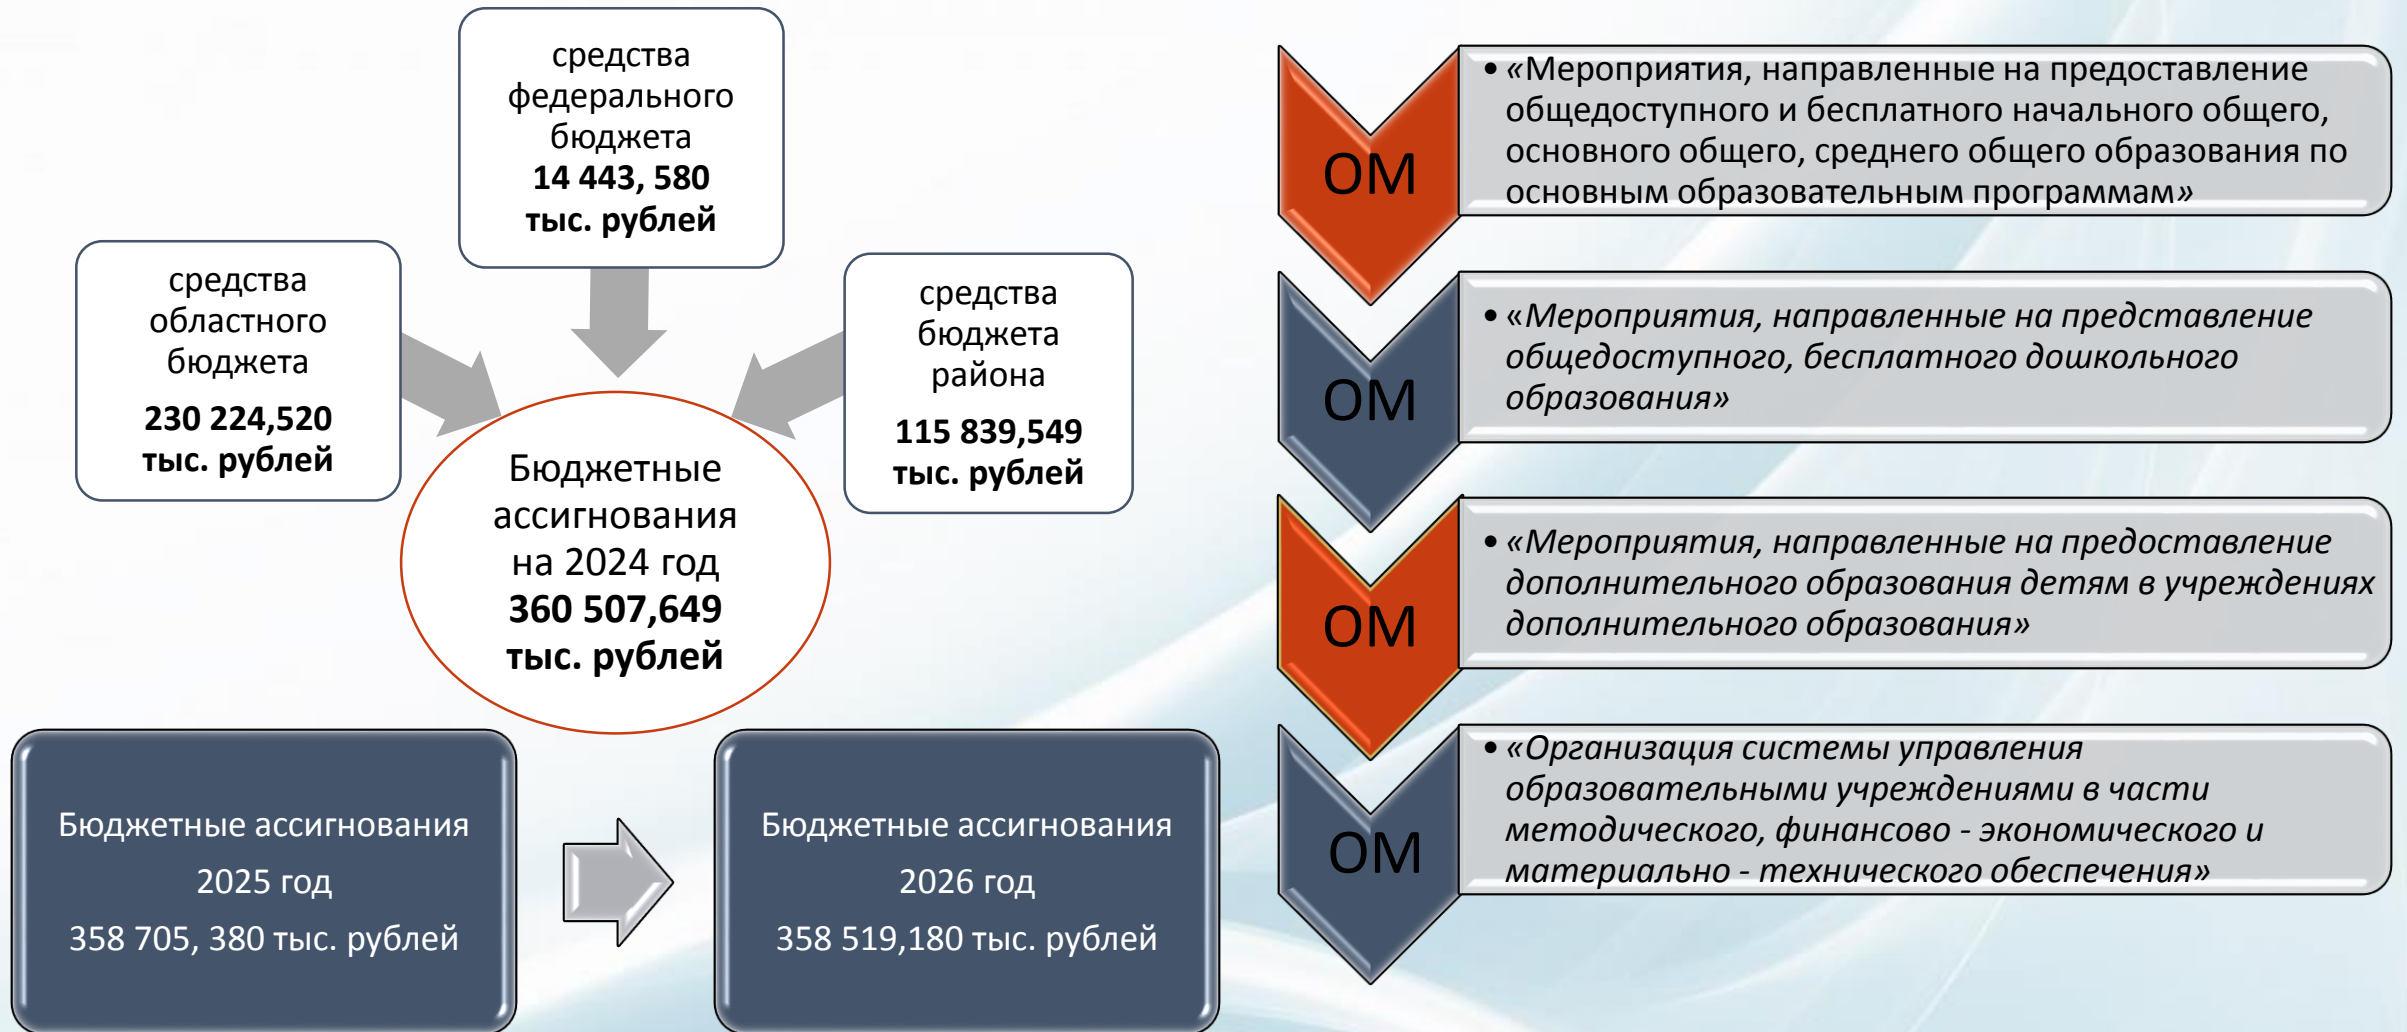 средства
федерального
бюджета
14 443, 580
тыс. рублей
средства
областного
бюджета
230 224,520
тыс. рублей
средства
бюджета
района
115 839,549
тыс. рублей
Бюджетные
ассигнования
на 2024 год
360 507,649
тыс. рублей
Бюджетные ассигнования
2025 год
358 705, 380 тыс. рублей
Бюджетные ассигнования
2026 год
358 519,180 тыс. рублей
ОМ
• «Мероприятия, направленные на предоставление
общедоступного и бесплатного начального общего,
основного общего, среднего общего образования по
основным образовательным программам»
ОМ
• «Мероприятия, направленные на представление
общедоступного, бесплатного дошкольного
образования»
ОМ
• «Мероприятия, направленные на предоставление
дополнительного образования детям в учреждениях
дополнительного образования»
ОМ
• «Организация системы управления
образовательными учреждениями в части
методического, финансово - экономического и
материально - технического обеспечения»